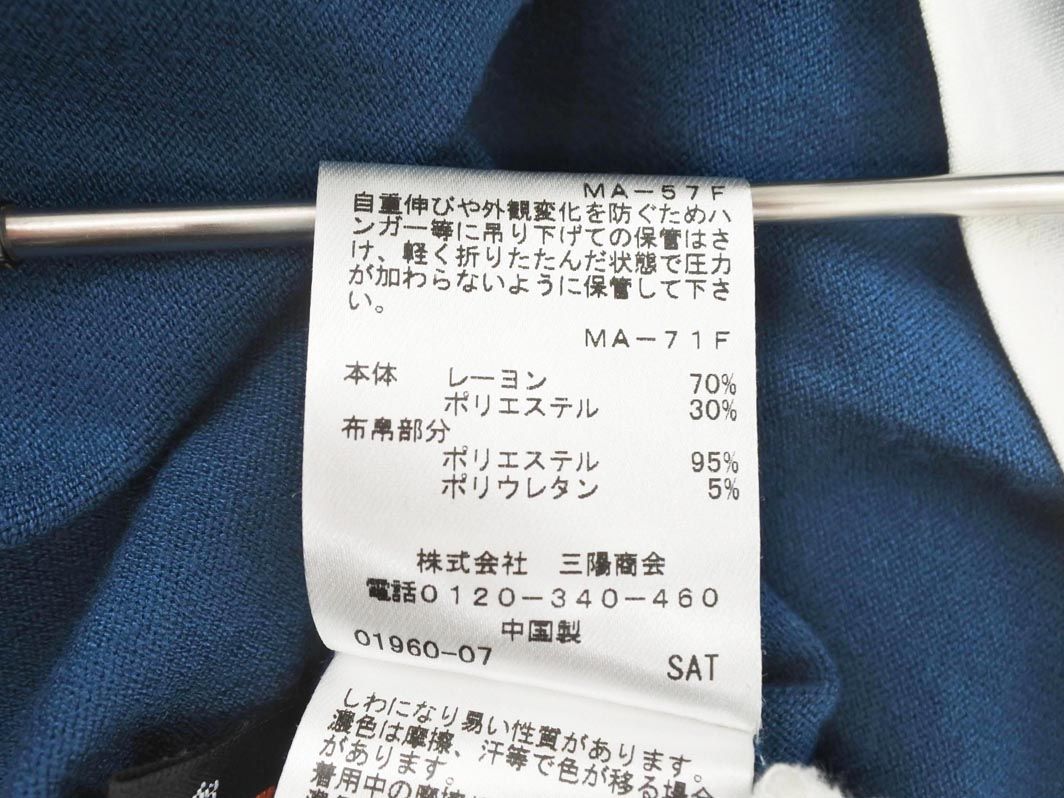 MA-57F
自重伸びや外観変化を防ぐためハ
ンガー等に吊り下げての保管はさ
け、軽く折りたたんだ状態で圧力
が加わらないように保管して下さ
い。
MA-71F
本体 レーヨン 70%
ポリエステル 30%
布帛部分
ポリエステル 95%
ポリウレタン 5%
株式会社 三陽商会
電話0120-340-460
中国製
01960-07 SAT
しわになり易い性質があります。
濃色は摩擦、汗等で色が移る場合
があります。
着用中の摩擦